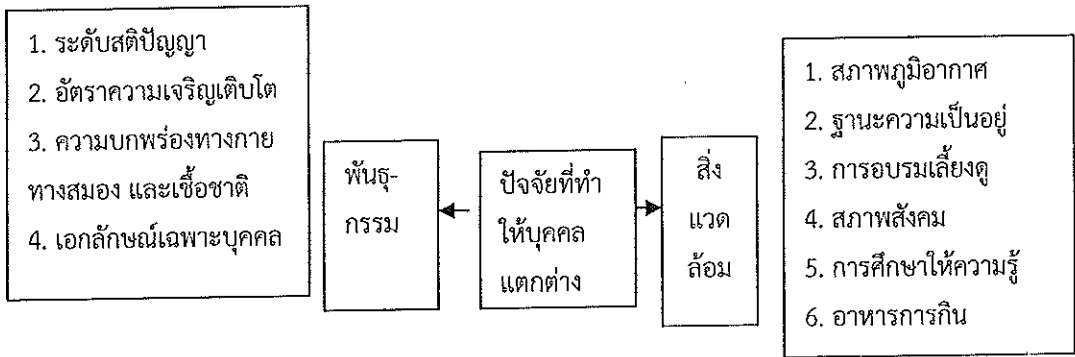 1. ระดับสติปัญญา
2. อัตราความเจริญเติบโต
3. ความบกพร่องทางกาย
ทางสมอง และเชื้อชาติ
4. เอกลักษณ์เฉพาะบุคคล
พันธุ-
กรรม
ปัจจัยที่ทำ
ให้บุคคล
แตกต่าง
สิ่ง
แวด
ล้อม
1. สภาพภูมิอากาศ
2. ฐานะความเป็นอยู่
3. การอบรมเลี้ยงดู
4. สภาพสังคม
5. การศึกษาให้ความรู้
6. อาหารการกิน